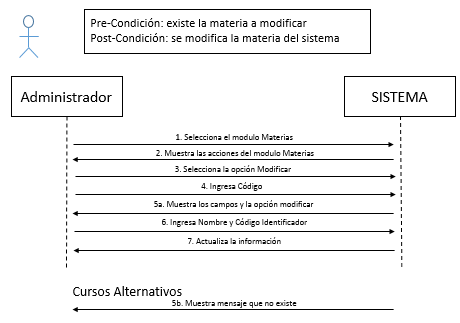 Pre-Condición: existe la materia a modificar
Post-Condición: se modifica la materia del sistema
Administrador
SISTEMA
1. Selecciona el modulo Materias
2. Muestra las acciones del modulo Materias
3. Selecciona la opción Modificar
4. Ingresa Código
5a. Muestra los campos y la opción modificar
6. Ingresa Nombre y Código Identificador
7. Actualiza la información
Cursos Alternativos
5b. Muestra mensaje que no existe